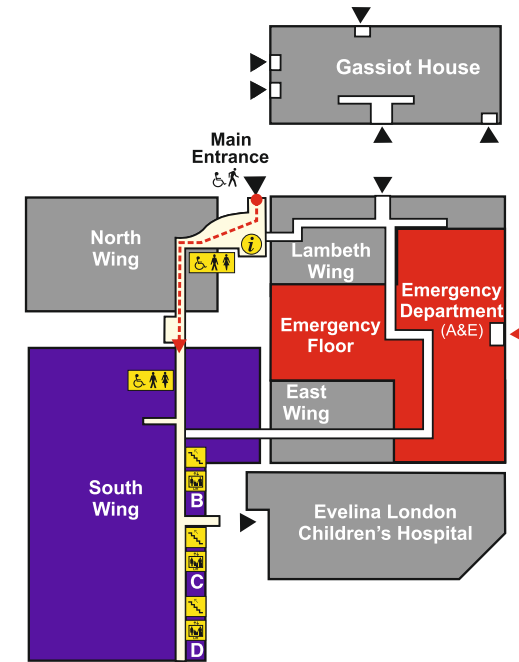 Gassiot House
Main
Entrance
North
Wing
i
Lambeth
Wing
Emergency
Department
(A&E)
Emergency
Floor
East
Wing
South
Wing
B
Evelina London
Children's Hospital
C
D